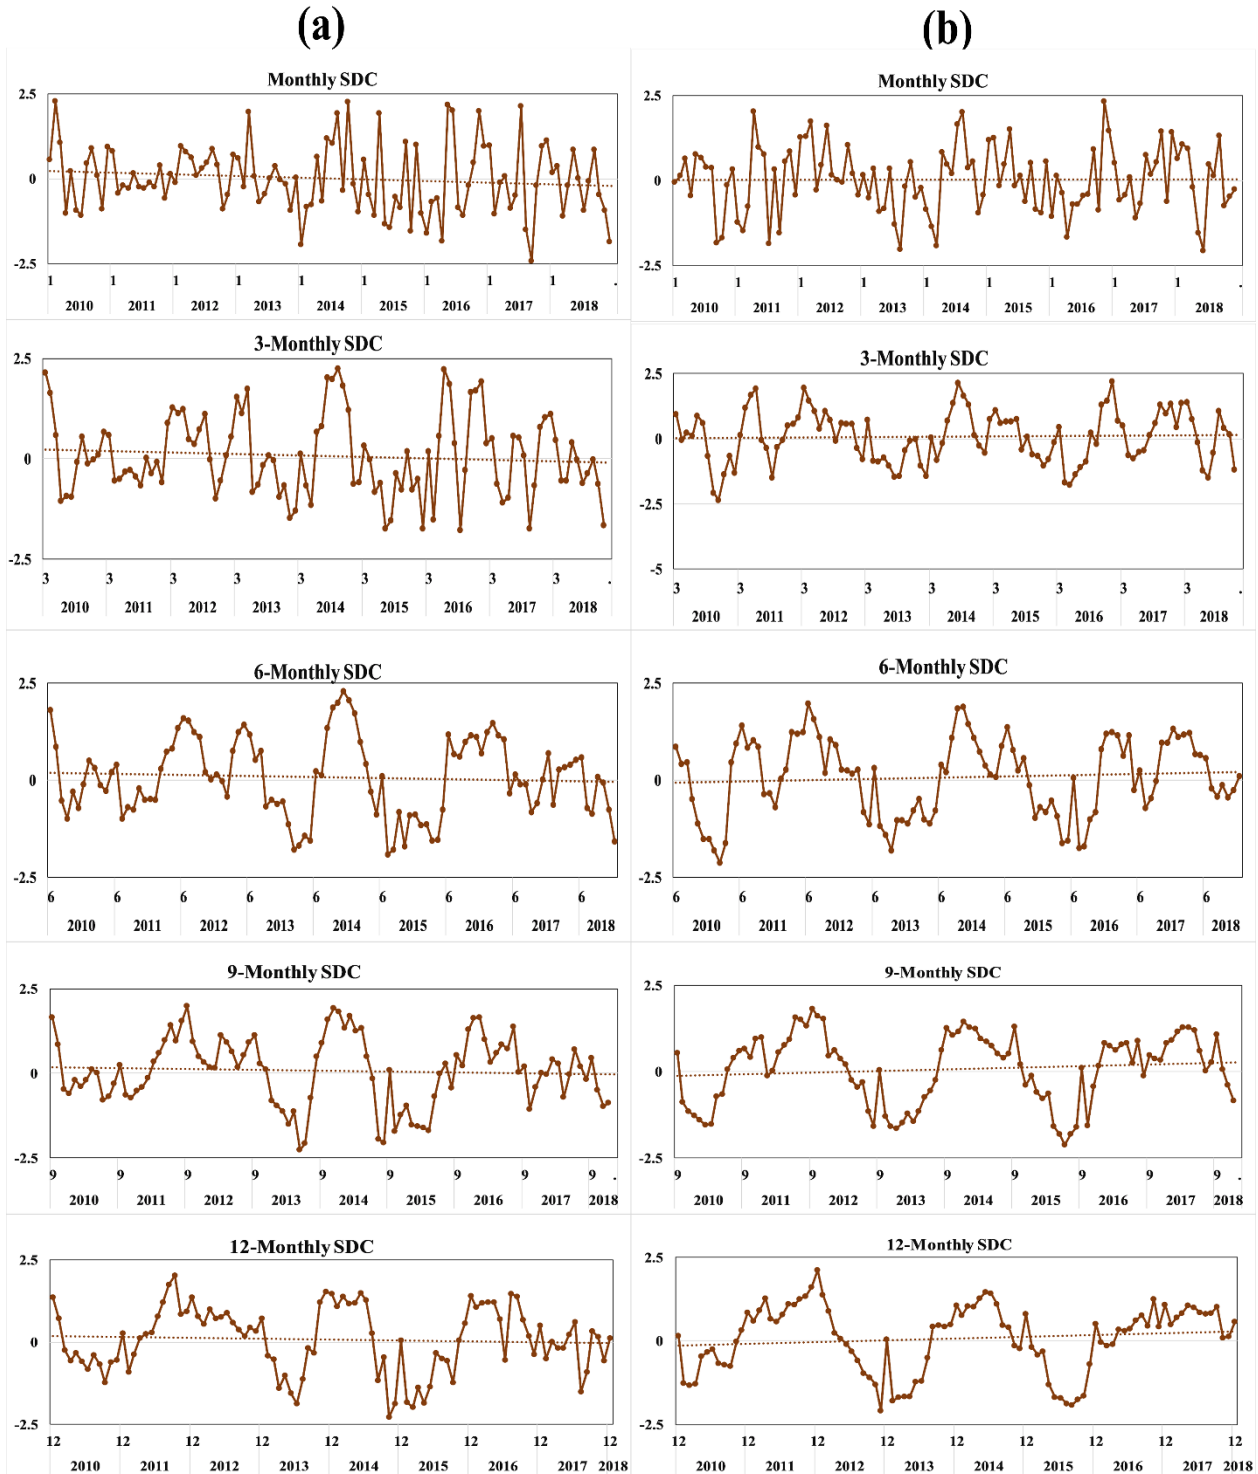 (a)
Monthly SDC
2.5
0
-2.5
1 1 1 1 1 1 1 1 1 .
2010 2011 2012 2013 2014 2015 2016 2017 2018
3-Monthly SDC
2.5
0
-2.5
3 3 3 3 3 3 3 3 3 .
2010 2011 2012 2013 2014 2015 2016 2017 2018
6-Monthly SDC
2.5
0
-2.5
6 6 6 6 6 6 6 6 6
2010 2011 2012 2013 2014 2015 2016 2017 2018
9-Monthly SDC
2.5
0
-2.5
9 9 9 9 9 9 9 9 9 .
2010 2011 2012 2013 2014 2015 2016 2017 2018
12-Monthly SDC
2.5
0
-2.5
12 12 12 12 12 12 12 12 12
2010 2011 2012 2013 2014 2015 2016 2017 2018
(b)
Monthly SDC
2.5
0
-2.5
1 1 1 1 1 1 1 1 1 .
2010 2011 2012 2013 2014 2015 2016 2017 2018
3-Monthly SDC
2.5
0
-2.5
-5
3 3 3 3 3 3 3 3 3 .
2010 2011 2012 2013 2014 2015 2016 2017 2018
6-Monthly SDC
2.5
0
-2.5
6 6 6 6 6 6 6 6 6
2010 2011 2012 2013 2014 2015 2016 2017 2018
9-Monthly SDC
2.5
0
-2.5
9 9 9 9 9 9 9 9 9 .
2010 2011 2012 2013 2014 2015 2016 2017 2018
12-Monthly SDC
2.5
0
-2.5
12 12 12 12 12 12 12 12 12
2010 2011 2012 2013 2014 2015 2016 2017 2018